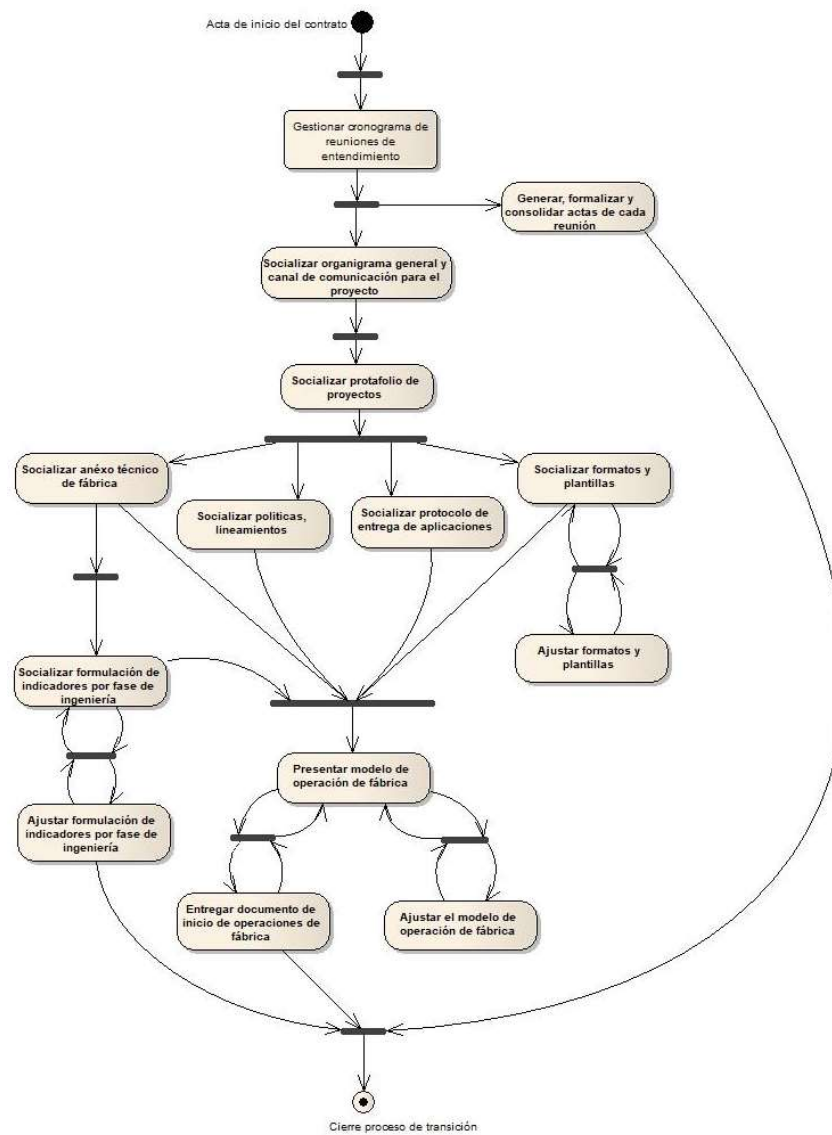 Acta de inicio del contrato
Gestionar cronograma de
reuniones de
entendimiento
Generar, formalizar y
consolidar actas de cada
reunión
Socializar organigrama general y
canal de comunicación para el
proyecto
Socializar protafolio de
proyectos
Socializar anéxo técnico
de fábrica
Socializar politicas,
lineamientos
Socializar protocolo de
entrega de aplicaciones
Socializar formatos y
plantillas
Ajustar formatos y
plantillas
Socializar formulación de
indicadores por fase de
ingeniería
Presentar modelo de
operación de fábrica
Ajustar formulación de
indicadores por fase de
ingeniería
Entregar documento de
inicio de operaciones de
fábrica
Ajustar el modelo de
operación de fábrica
Cierre proceso de transición